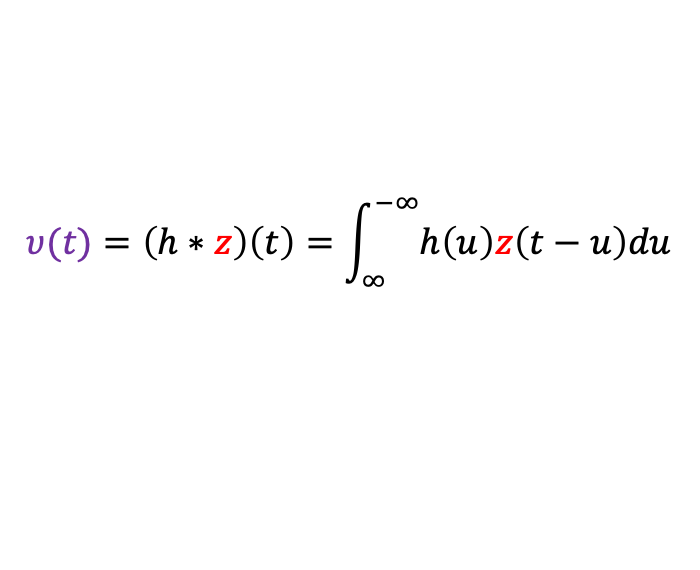 υ(t) = (h * z)(t) = ∫_{∞}^{−∞} h(u)z(t − u)du